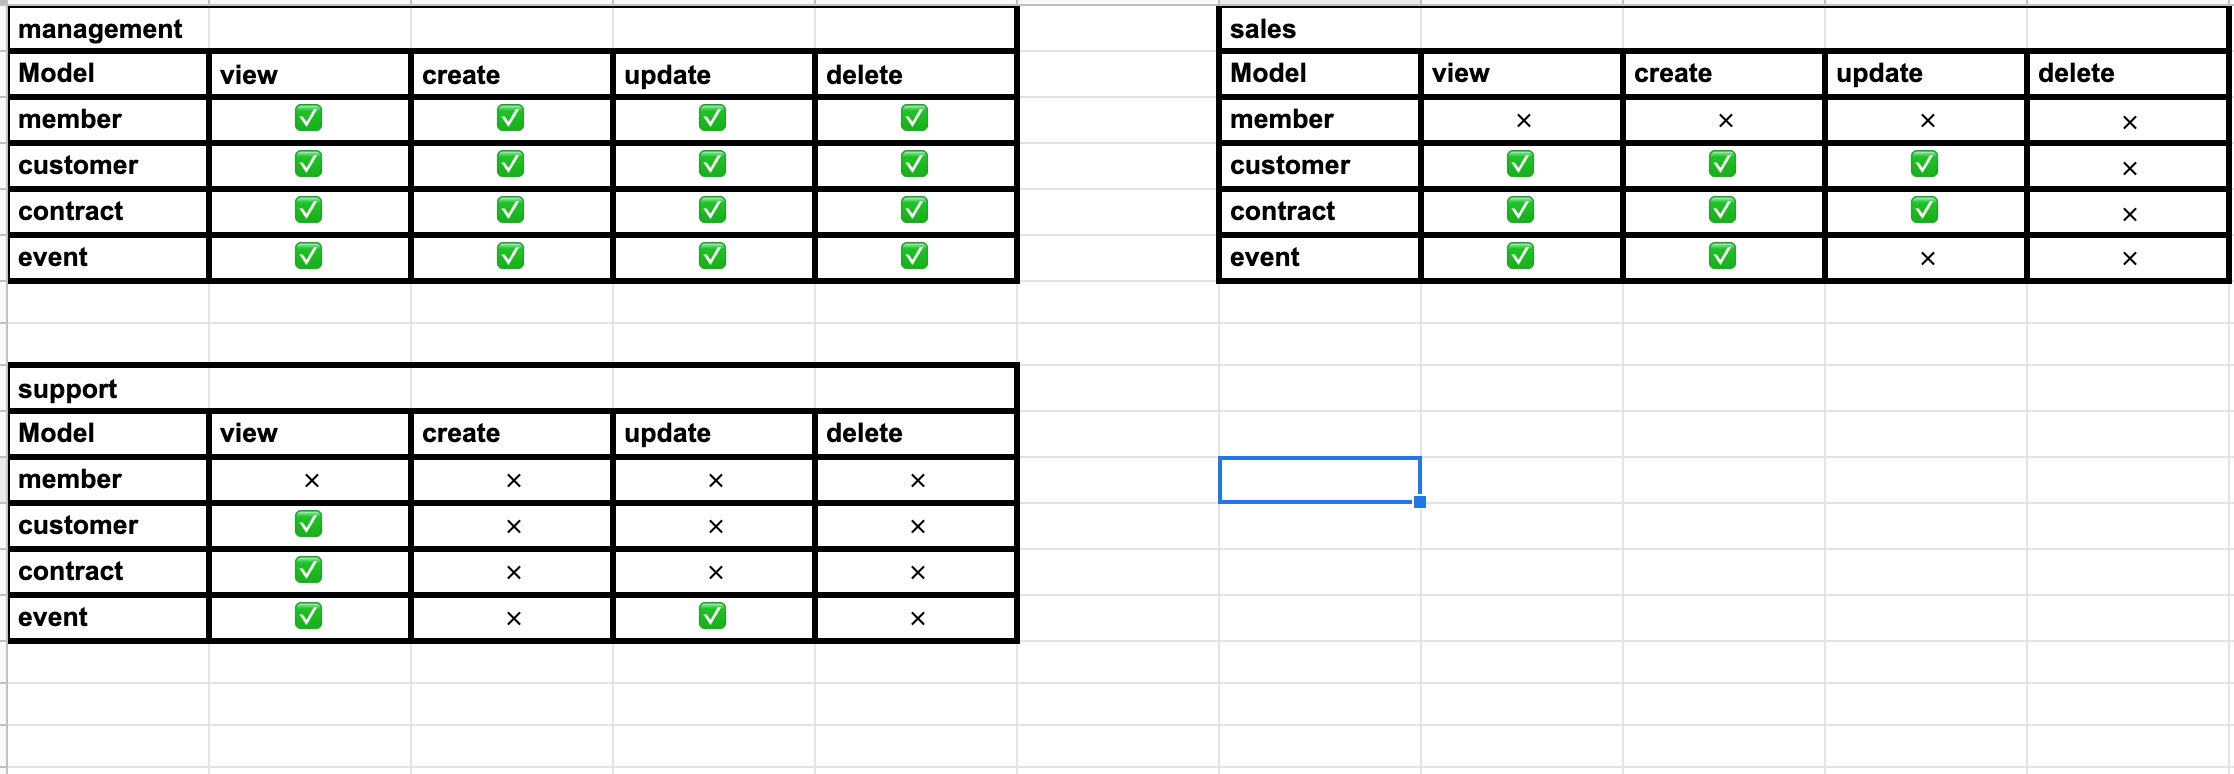 management
Model view create update delete
member ✅ ✅ ✅ ✅
customer ✅ ✅ ✅ ✅
contract ✅ ✅ ✅ ✅
event ✅ ✅ ✅ ✅
sales
Model view create update delete
member × × × ×
customer ✅ ✅ ✅ ×
contract ✅ ✅ ✅ ×
event ✅ ✅ × ×
support
Model view create update delete
member × × × ×
customer ✅ × × ×
contract ✅ × × ×
event ✅ × ✅ ×